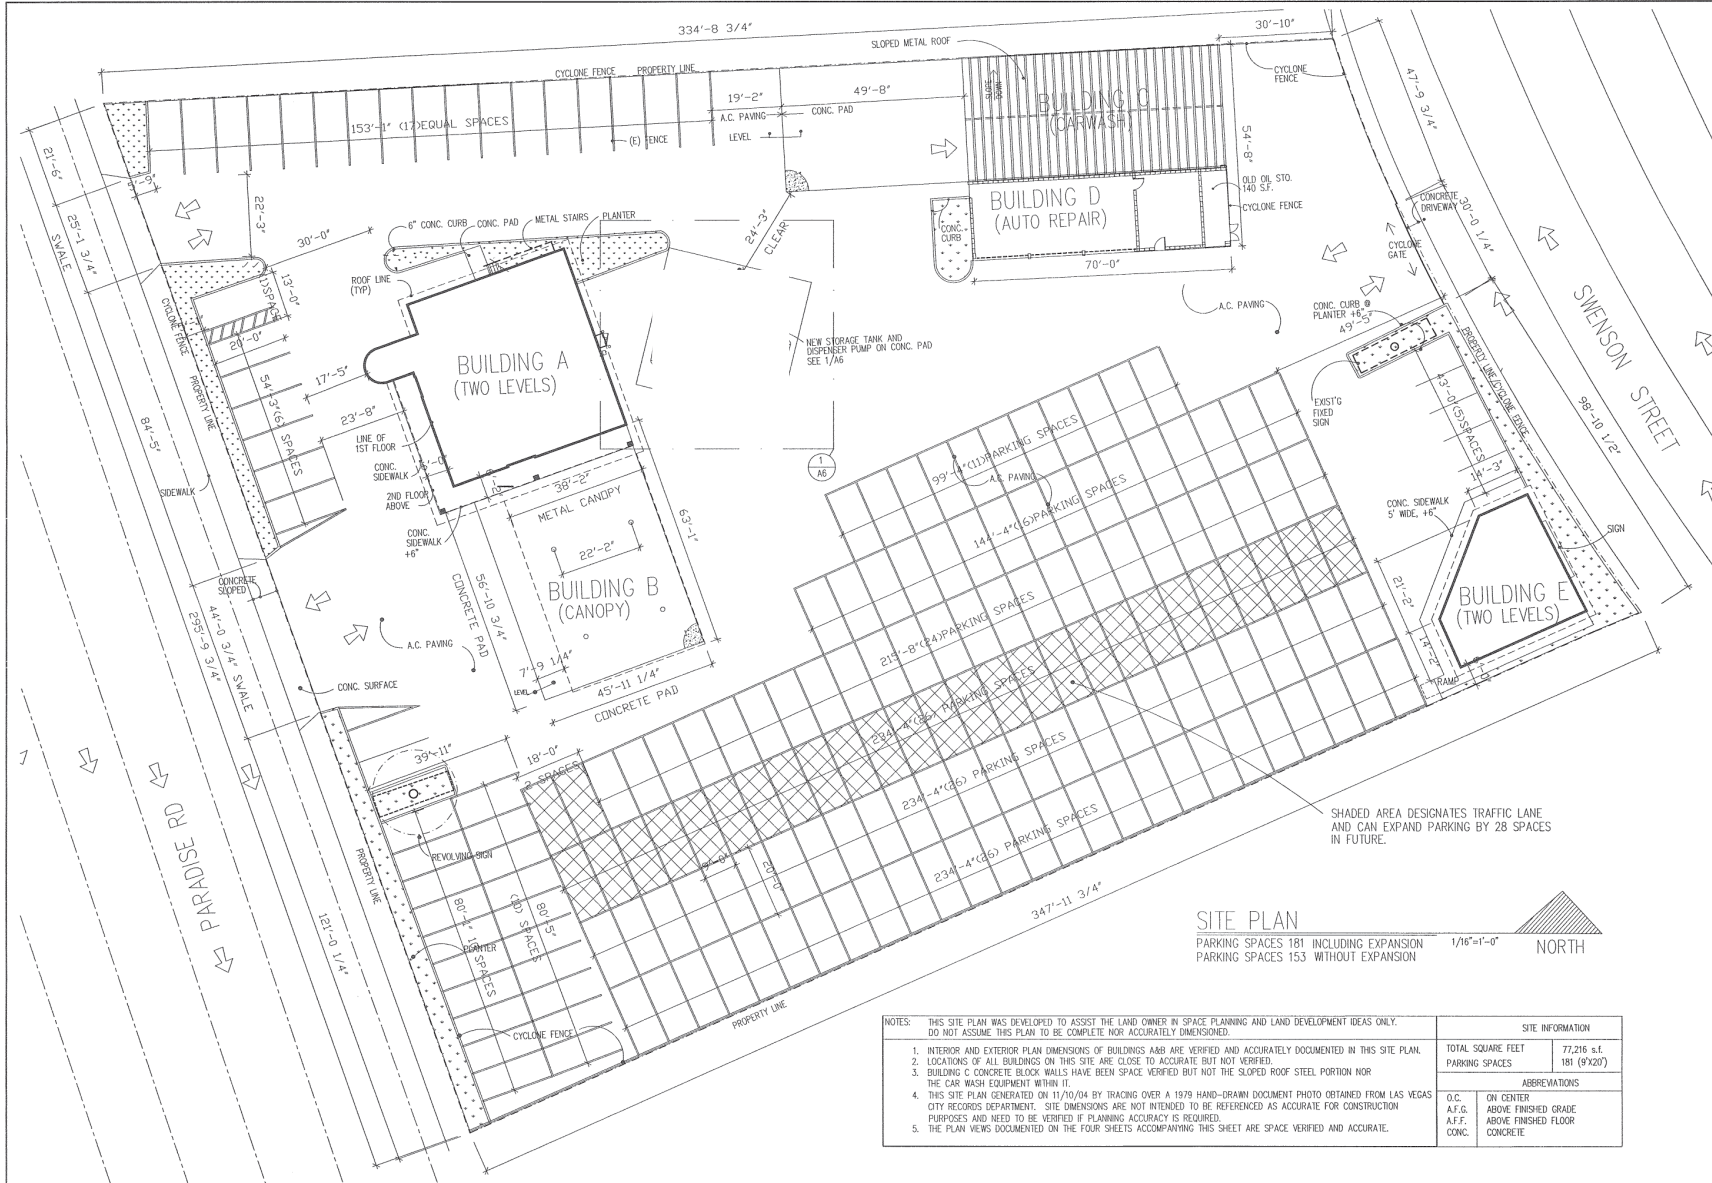 334'-8 3/4"
30'-10"
SLOPED METAL ROOF
CYCLONE FENCE
PROPERTY LINE
CYCLONE
FENCE
47'-9 3/4"
SLOPE
DOWN
19'-2"
49'-8"
A.C. PAVING
CONC. PAD
LEVEL
153'-1" (17)EQUAL SPACES
(E) FENCE
BUILDING C
(CARWASH)
54'-8"
21'-6"
25'-1 3/4"
SWALE
22'-3"
OLD OIL STO.
140 S.F.
CYCLONE FENCE
BUILDING D
(AUTO REPAIR)
CONC.
CURB
70'-0"
CONCRETE
DRIVEWAY
30'-0 1/4"
CYCLONE
GATE
6" CONC. CURB
CONC. PAD
METAL STAIRS
PLANTER
30'-0"
24'-3"
CLEAR
ROOF LINE
(TYP)
13'-0"
20'-0"
CYCLONE FENCE
PROPERTY LINE
54'-3"(6) SPACES
17'-5"
23'-8"
BUILDING A
(TWO LEVELS)
NEW STORAGE TANK AND
DISPENSER PUMP ON CONC. PAD
SEE 1/A6
A.C. PAVING
CONC. CURB @
PLANTER +6"
49'-5"
SWENSON STREET
PROPERTY LINE/CYCLONE FENCE
EXIST'G
FIXED
SIGN
43'-0"(5)SPACES
98'-10 1/2"
14'-3"
LINE OF
1ST FLOOR
CONC.
SIDEWALK
2ND FLOOR
ABOVE
CONC.
SIDEWALK
+6"
84'-5"
SIDEWALK
38'-2"
METAL CANOPY
22'-2"
63'-1"
1
A6
99'-4"(11)PARKING SPACES
A.C. PAVING
144'-4"(16)PARKING SPACES
CONC. SIDEWALK
5' WIDE, +6"
SIGN
BUILDING B
(CANOPY)
56'-10 3/4"
CONCRETE PAD
CONCRETE
SLOPED
44'-0 3/4" SWALE
295'-9 3/4"
A.C. PAVING
7'-9 1/4"
LEVEL
45'-11 1/4"
CONCRETE PAD
CONC. SURFACE
215'-8"(24)PARKING SPACES
21'-2"
14'-2"
BUILDING E
(TWO LEVELS)
RAMP
39'-11"
18'-0"
2 SPACES
234'-4"(26) PARKING SPACES
234'-4"(26) PARKING SPACES
234'-4"(26) PARKING SPACES
9'-0"
20'-0"
PARADISE RD
REVOLVING SIGN
PROPERTY LINE
121'-0 1/4"
PLANTER
80'-5"
(10) SPACES
CYCLONE FENCE
PROPERTY LINE
347'-11 3/4"
SHADED AREA DESIGNATES TRAFFIC LANE
AND CAN EXPAND PARKING BY 28 SPACES
IN FUTURE.
SITE PLAN
PARKING SPACES 181 INCLUDING EXPANSION
PARKING SPACES 153 WITHOUT EXPANSION
1/16"=1'-0"
NORTH
NOTES: THIS SITE PLAN WAS DEVELOPED TO ASSIST THE LAND OWNER IN SPACE PLANNING AND LAND DEVELOPMENT IDEAS ONLY.
DO NOT ASSUME THIS PLAN TO BE COMPLETE NOR ACCURATELY DIMENSIONED.
1. INTERIOR AND EXTERIOR PLAN DIMENSIONS OF BUILDINGS A&B ARE VERIFIED AND ACCURATELY DOCUMENTED IN THIS SITE PLAN.
2. LOCATIONS OF ALL BUILDINGS ON THIS SITE ARE CLOSE TO ACCURATE BUT NOT VERIFIED.
3. BUILDING C CONCRETE BLOCK WALLS HAVE BEEN SPACE VERIFIED BUT NOT THE SLOPED ROOF STEEL PORTION NOR
THE CAR WASH EQUIPMENT WITHIN IT.
4. THIS SITE PLAN GENERATED ON 11/10/04 BY TRACING OVER A 1979 HAND-DRAWN DOCUMENT PHOTO OBTAINED FROM LAS VEGAS
CITY RECORDS DEPARTMENT. SITE DIMENSIONS ARE NOT INTENDED TO BE REFERENCED AS ACCURATE FOR CONSTRUCTION
PURPOSES AND NEED TO BE VERIFIED IF PLANNING ACCURACY IS REQUIRED.
5. THE PLAN VIEWS DOCUMENTED ON THE FOUR SHEETS ACCOMPANYING THIS SHEET ARE SPACE VERIFIED AND ACCURATE.
SITE INFORMATION
TOTAL SQUARE FEET 77,216 s.f.
PARKING SPACES 181 (9'X20')
ABBREVIATIONS
O.C. ON CENTER
A.F.G. ABOVE FINISHED GRADE
A.F.F. ABOVE FINISHED FLOOR
CONC. CONCRETE